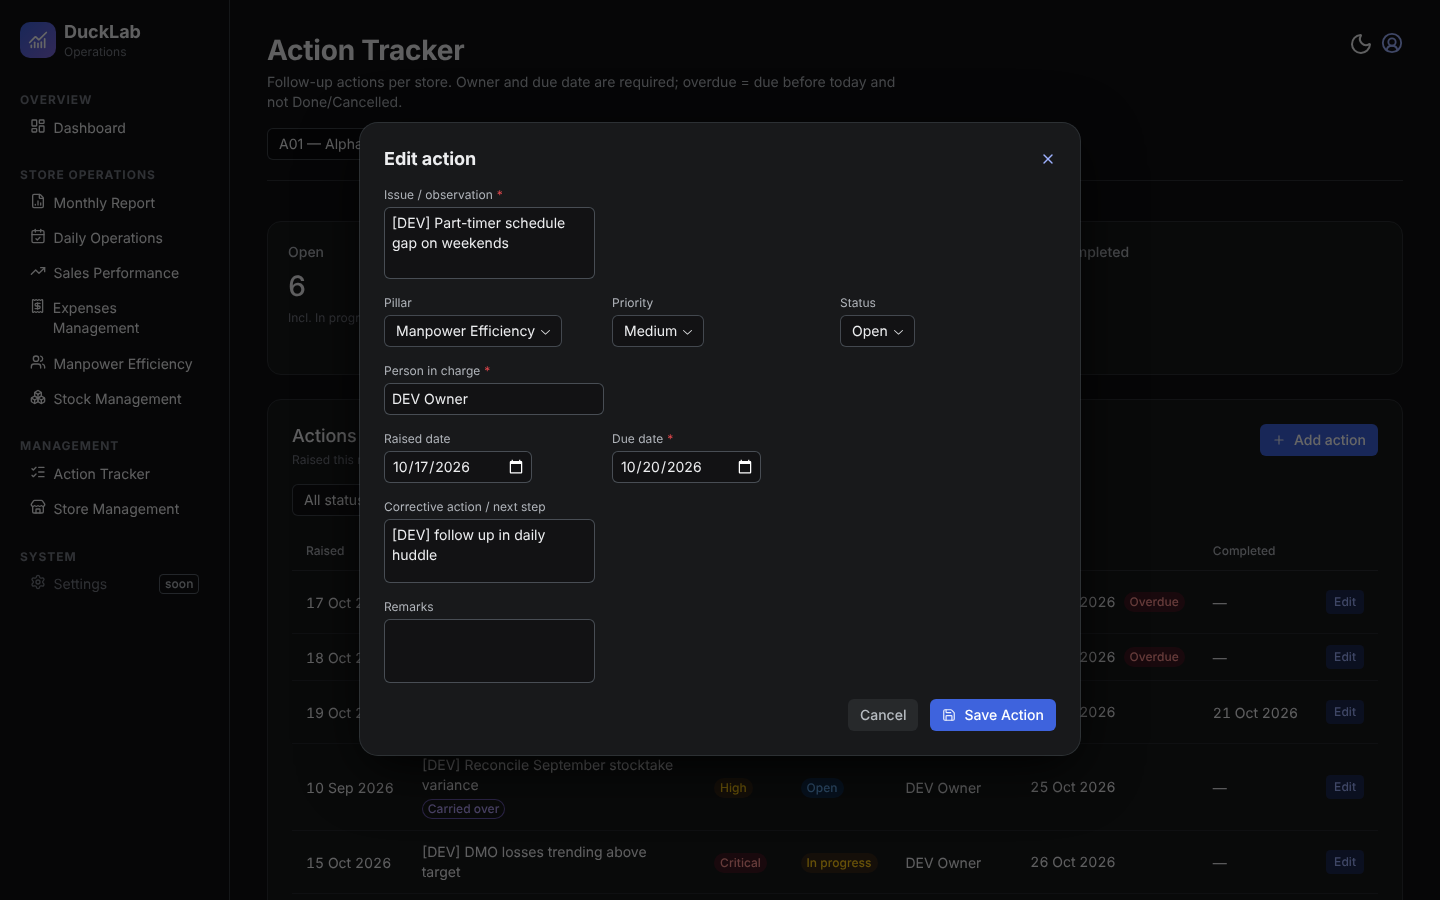 DuckLab
Operations
OVERVIEW
Dashboard
STORE OPERATIONS
Monthly Report
Daily Operations
Sales Performance
Expenses
Management
Manpower Efficiency
Stock Management
MANAGEMENT
Action Tracker
Store Management
SYSTEM
Settings
soon
Action Tracker
Follow-up actions per store. Owner and due date are required; overdue = due before today and
not Done/Cancelled.
A01 — Alpha
Open
6
Incl. In progr
Actions
Raised this
Add action
All statu
Raised
Completed
17 Oct 2
2026 Overdue — Edit
18 Oct 2
2026 Overdue — Edit
19 Oct 2
2026 21 Oct 2026 Edit
10 Sep 2026
[DEV] Reconcile September stocktake
variance
Carried over
High
Open
DEV Owner
25 Oct 2026
—
Edit
15 Oct 2026
[DEV] DMO losses trending above
target
Critical
In progress
DEV Owner
26 Oct 2026
—
Edit
Edit action
Issue / observation *
[DEV] Part-timer schedule
gap on weekends
Pillar
Manpower Efficiency
Priority
Medium
Status
Open
Person in charge *
DEV Owner
Raised date
10/17/2026
Due date *
10/20/2026
Corrective action / next step
[DEV] follow up in daily
huddle
Remarks
Cancel
Save Action